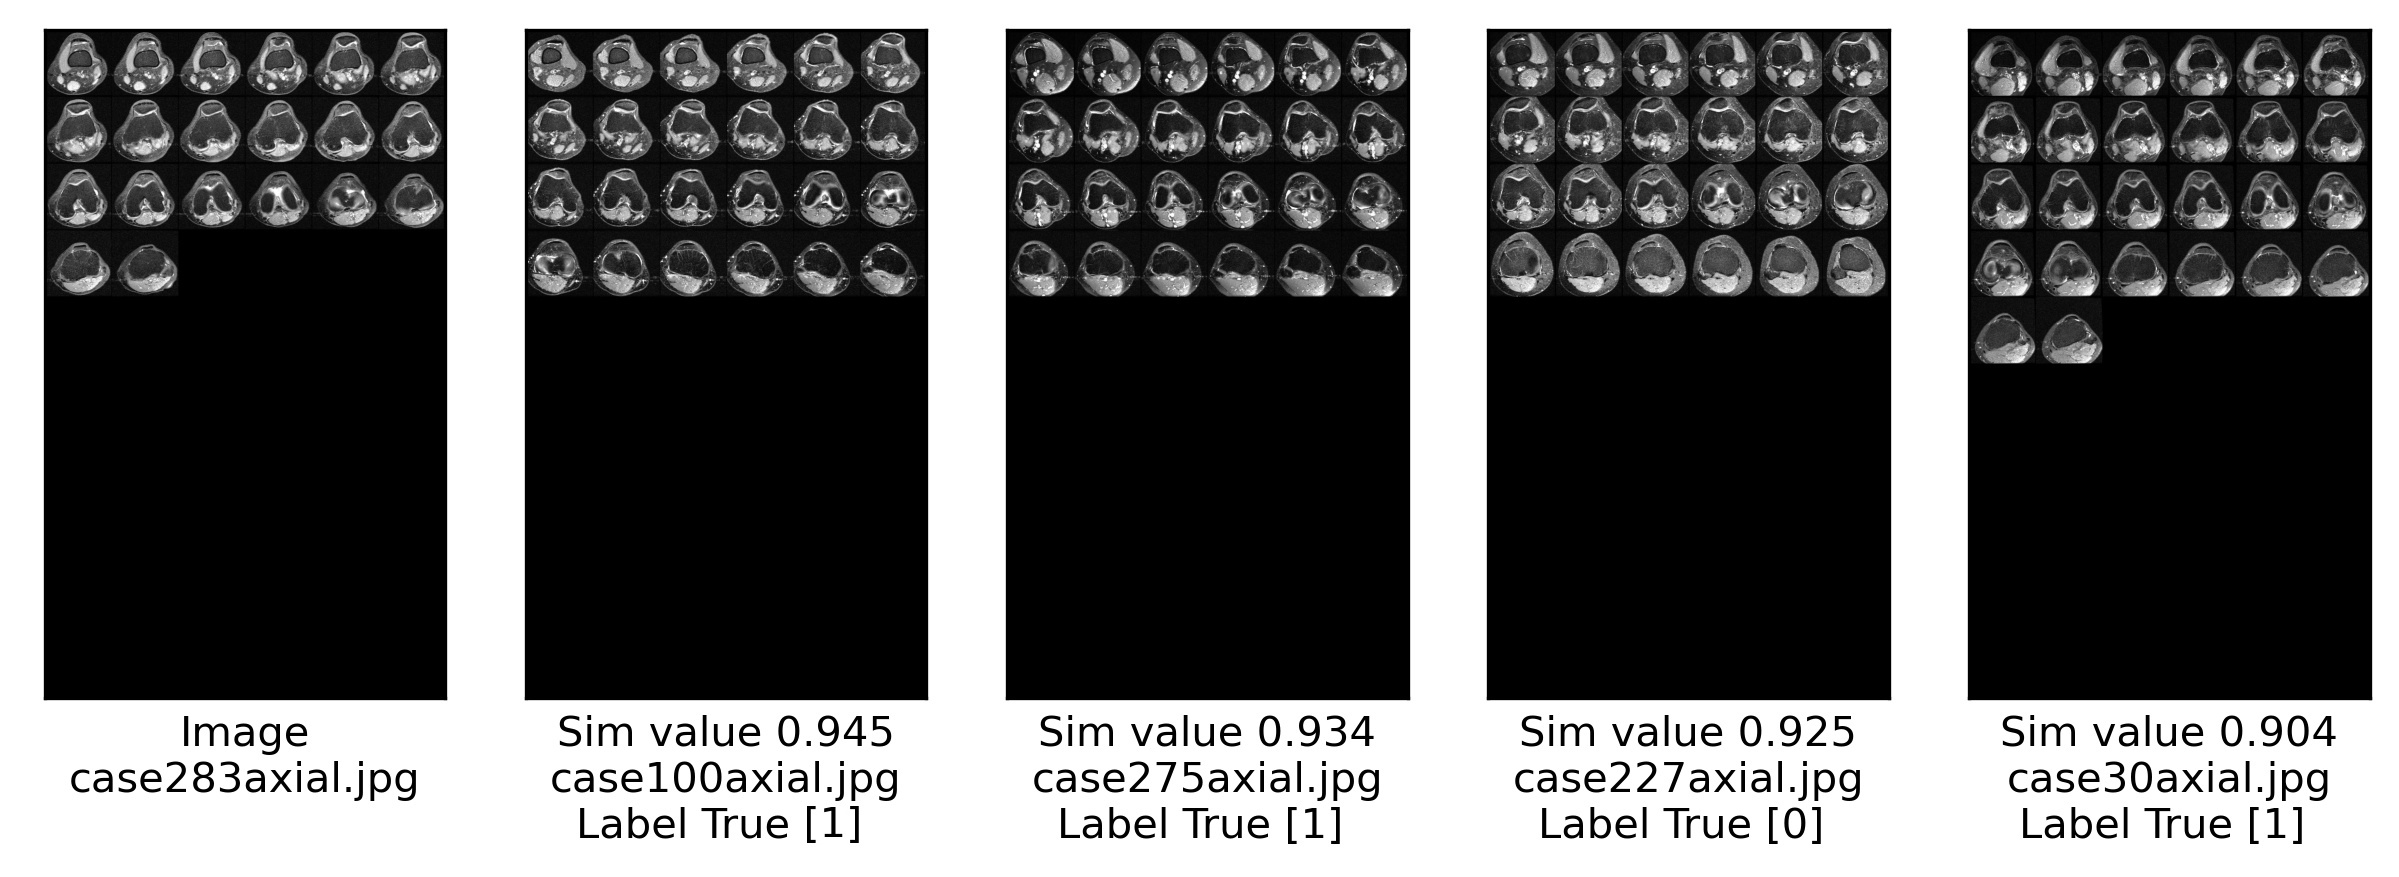 Image
case283axial.jpg
Sim value 0.945
case100axial.jpg
Label True [1]
Sim value 0.934
case275axial.jpg
Label True [1]
Sim value 0.925
case227axial.jpg
Label True [0]
Sim value 0.904
case30axial.jpg
Label True [1]